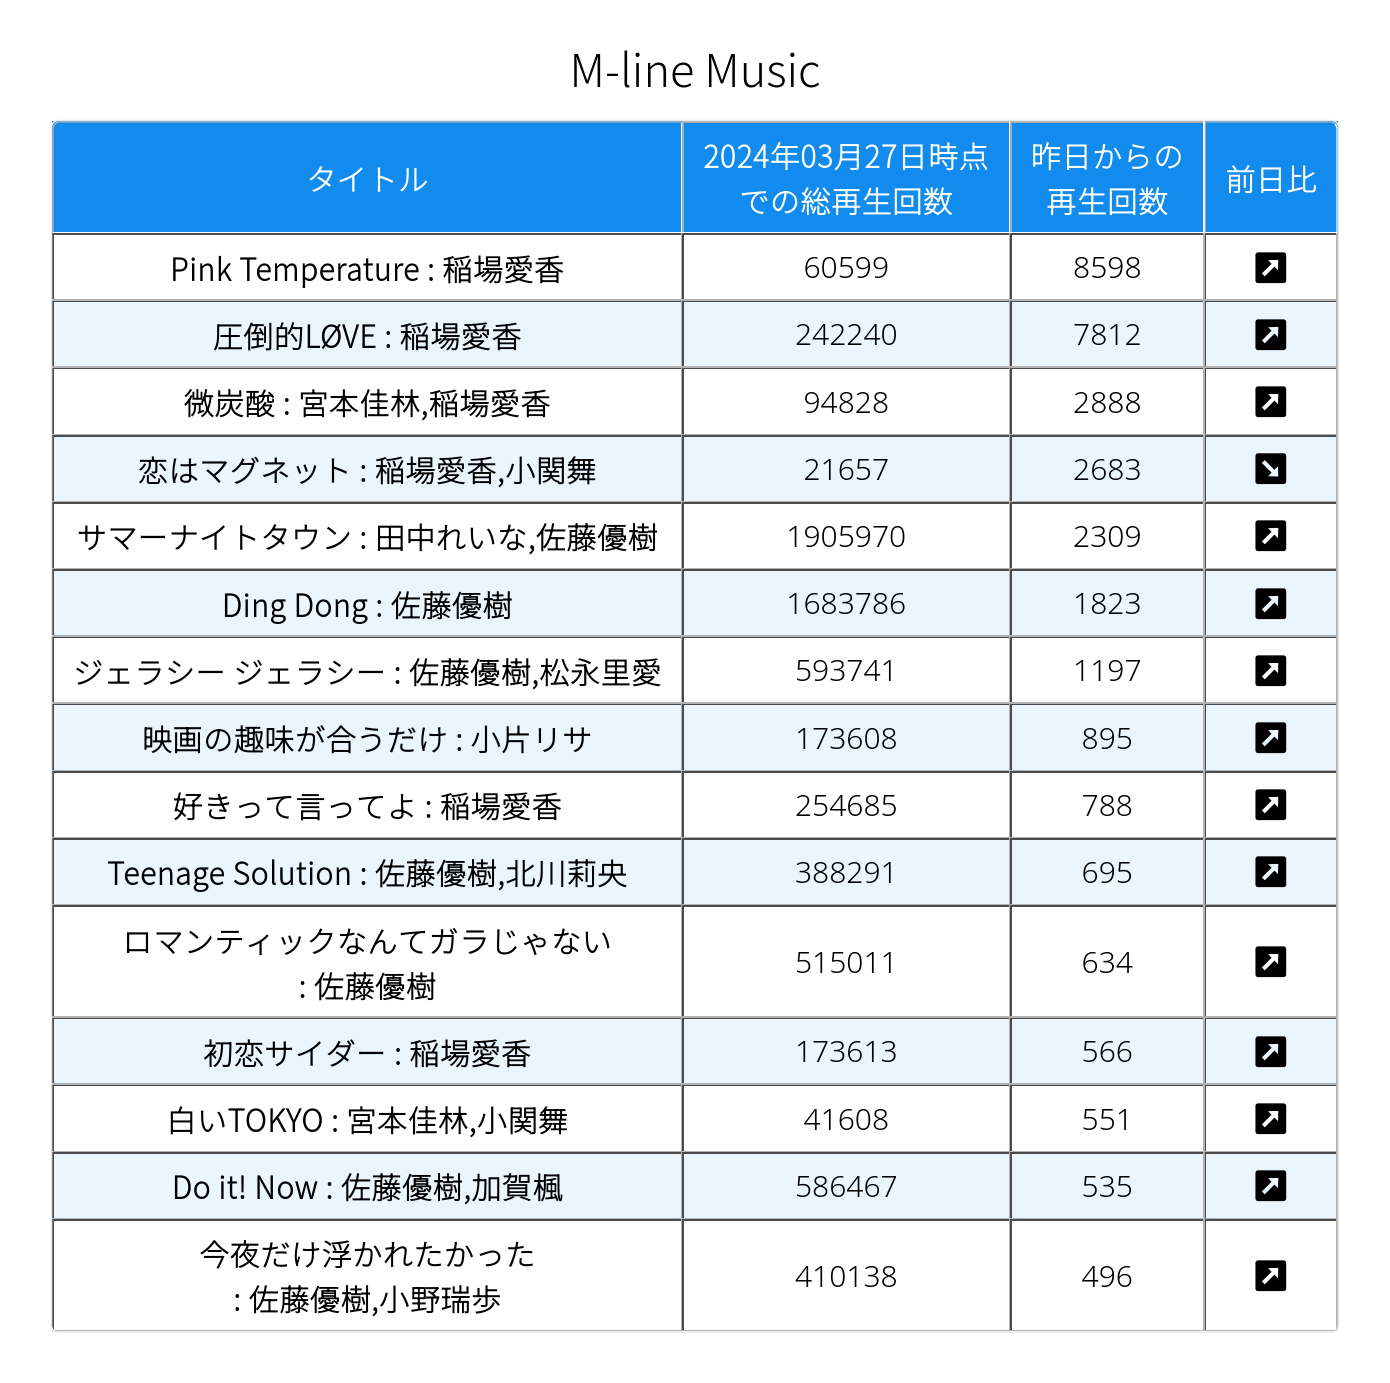 M-line Music
タイトル 2024年03月27日時点 昨日からの 前日比
での総再生回数 再生回数
Pink Temperature : 稲場愛香 60599 8598
圧倒的LØVE : 稲場愛香 242240 7812
微炭酸 : 宮本佳林,稲場愛香 94828 2888
恋はマグネット : 稲場愛香,小関舞 21657 2683
サマーナイトタウン : 田中れいな,佐藤優樹 1905970 2309
Ding Dong : 佐藤優樹 1683786 1823
ジェラシー ジェラシー : 佐藤優樹,松永里愛 593741 1197
映画の趣味が合うだけ : 小片リサ 173608 895
好きって言ってよ : 稲場愛香 254685 788
Teenage Solution : 佐藤優樹,北川莉央 388291 695
ロマンティックなんてガラじゃない
: 佐藤優樹 515011 634
初恋サイダー : 稲場愛香 173613 566
白いTOKYO : 宮本佳林,小関舞 41608 551
Do it! Now : 佐藤優樹,加賀楓 586467 535
今夜だけ浮かれたかった
: 佐藤優樹,小野瑞歩 410138 496